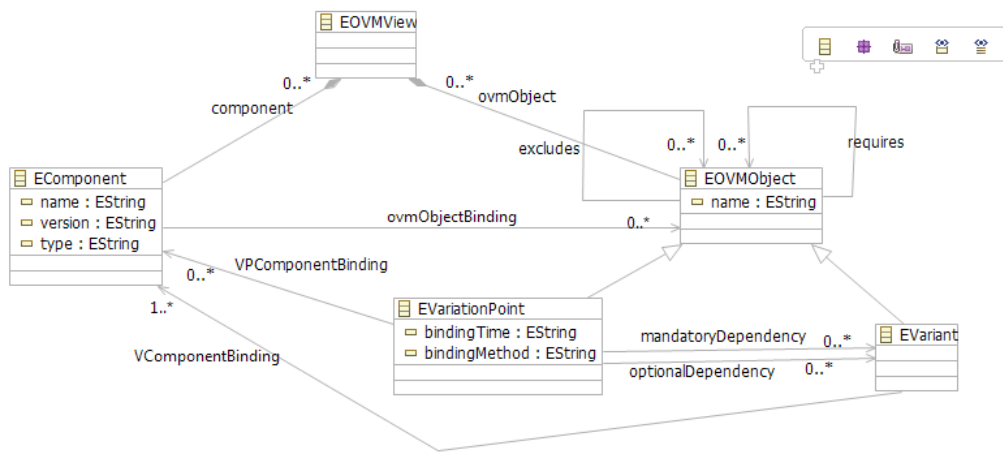 EOVMView
0..*
0..*
component
ovmObject
excludes
0..*
0..*
requires
EComponent
name : EString
version : EString
type : EString
EOVMObject
name : EString
ovmObjectBinding
0..*
VPComponentBinding
0..*
1..*
EVariationPoint
bindingTime : EString
bindingMethod : EString
mandatoryDependency
0..*
EVariant
VComponentBinding
optionalDependency
0..*